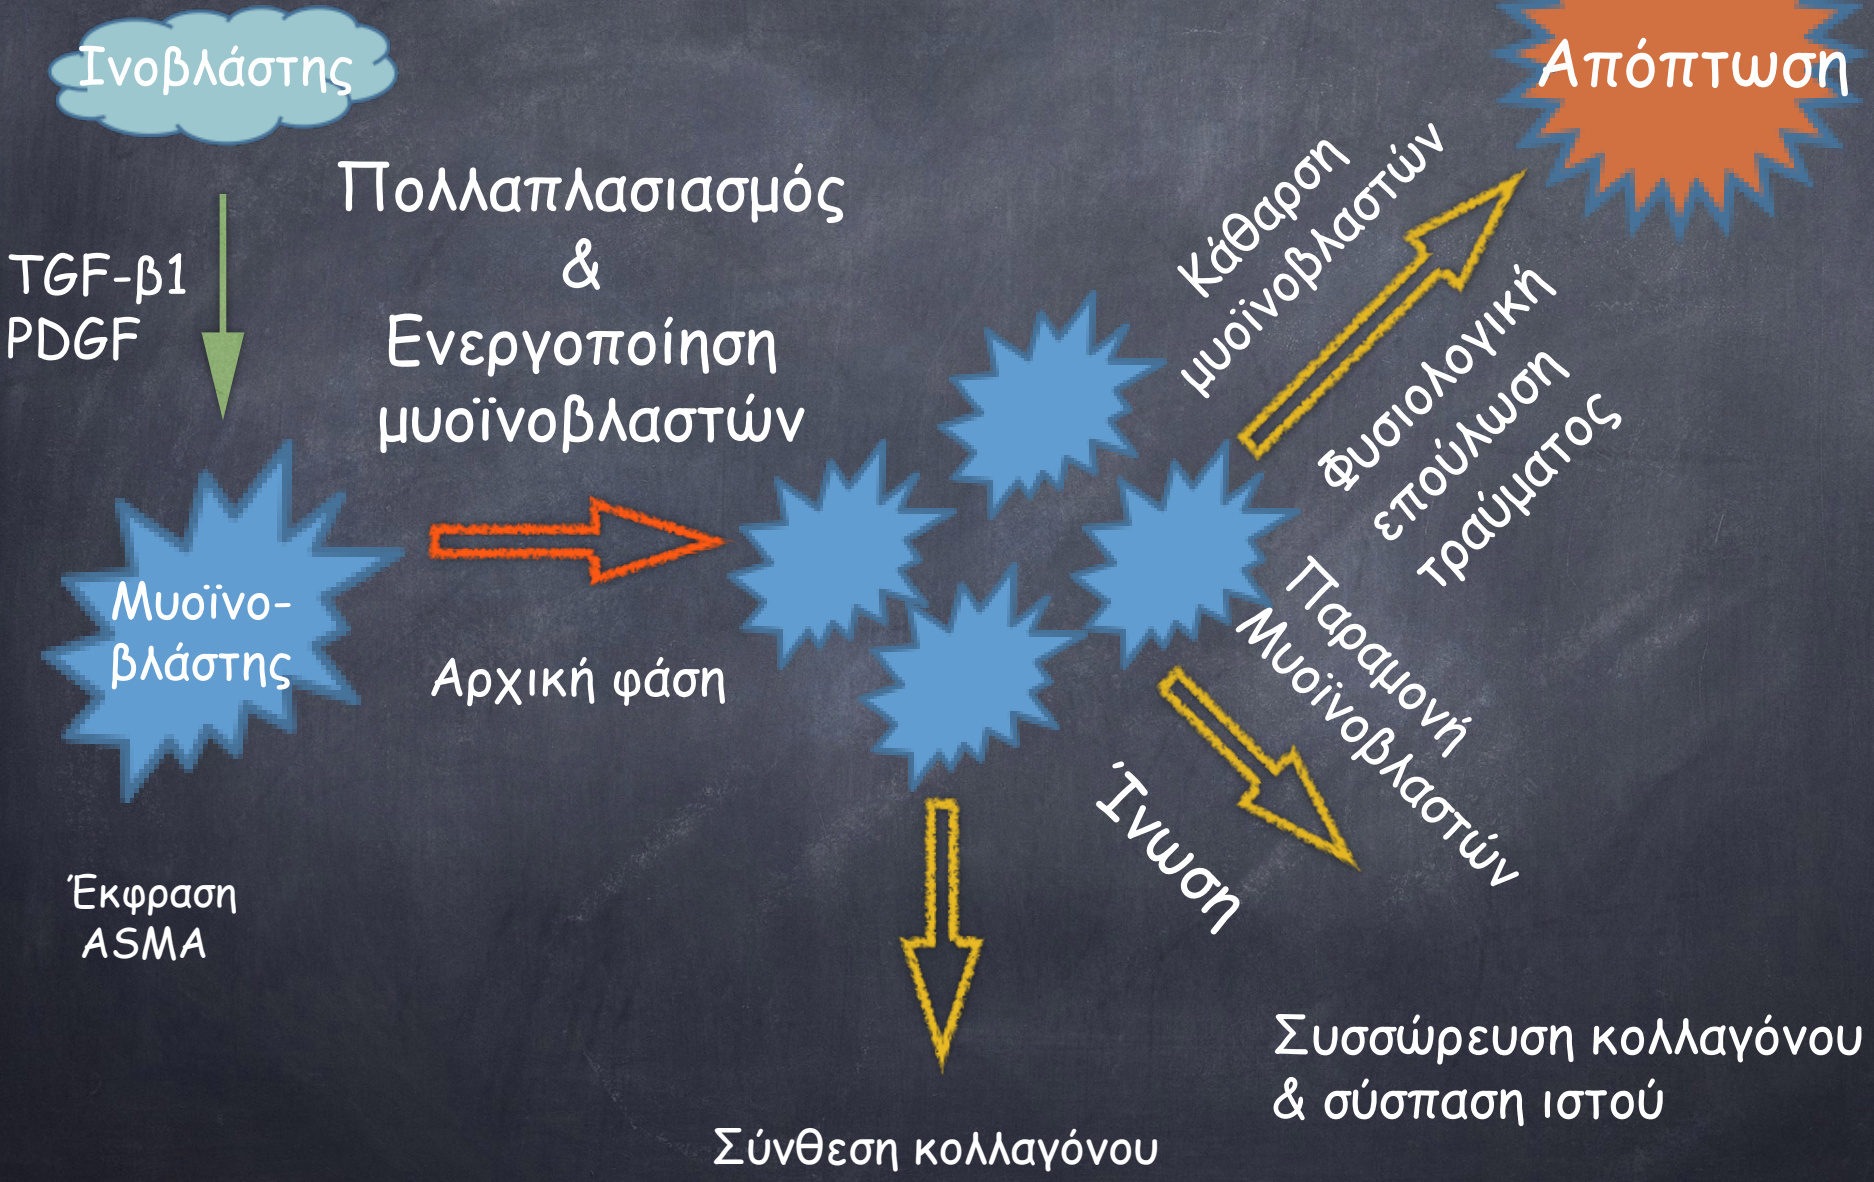 Ινοβλάστης
TGF-β1
PDGF
Πολλαπλασιασμός
&
Ενεργοποίηση
μυοϊνοβλαστών
Μυοϊνο-
βλάστης
Αρχική φάση
Έκφραση
ASMA
Απόπτωση
Κάθαρση
μυοϊνοβλαστών
Φυσιολογική
επούλωση
τραύματος
Παραμονή
Μυοϊνοβλαστών
Ίνωση
Συσσώρευση κολλαγόνου
& σύσπαση ιστού
Σύνθεση κολλαγόνου